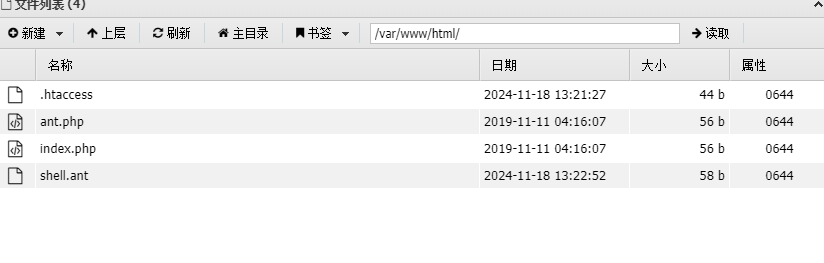 文件列表 (4)
新建 上层 刷新 主目录 书签 /var/www/html/ 读取
名称 日期 大小 属性
.htaccess 2024-11-18 13:21:27 44 b 0644
ant.php 2019-11-11 04:16:07 56 b 0644
index.php 2019-11-11 04:16:07 56 b 0644
shell.ant 2024-11-18 13:22:52 58 b 0644